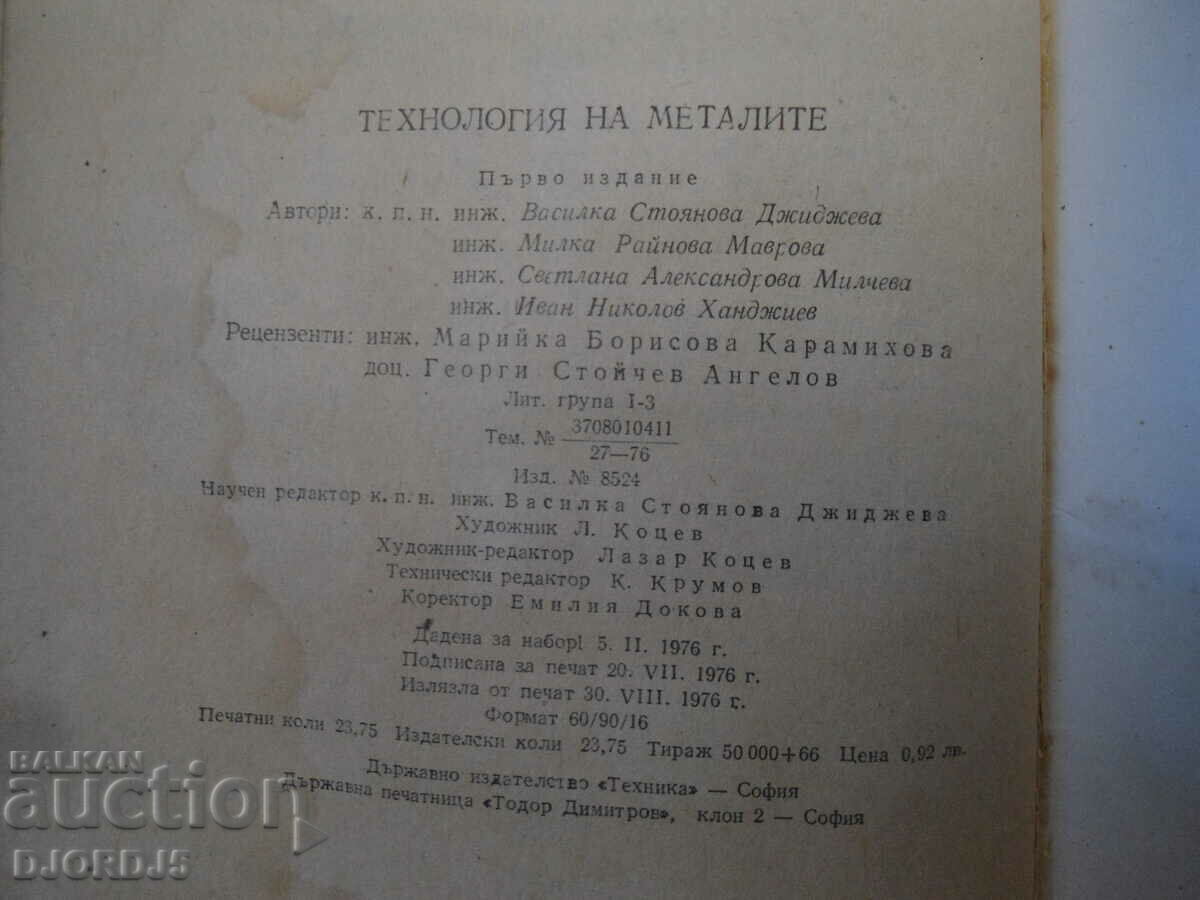 ТЕХНОЛОГИЯ НА МЕТАЛИТЕ
Първо издание
Автори: к. п. н. инж. Василка Стоянова Джиджева
инж. Милка Райнова Маврова
инж. Светлана Александрова Милчева
инж. Иван Николов Ханджиев
Рецензенти: инж. Марийка Борисова Карамихова
доц. Георги Стойчев Ангелов
Лит. група I-3
Тем. № 3708010411
27—76
Изд. № 8524
Научен редактор к. п. н. инж. Василка Стоянова Джиджева
Художник Л. Коцев
Художник-редактор Лазар Коцев
Технически редактор К. Крумов
Коректор Емилия Докова
Дадена за набор! 5. II. 1976 г.
Подписана за печат 20. VII. 1976 г.
Излязла от печат 30. VIII. 1976 г.
Формат 60/90/16
Печатни коли 23,75 Издателски коли 23,75 Тираж 50 000+66 Цена 0,92 лв.
Държавно издателство «Техника» — София
Държавна печатница «Тодор Димитров», клон 2 — София
BALKAN
auction
DJORDJ5